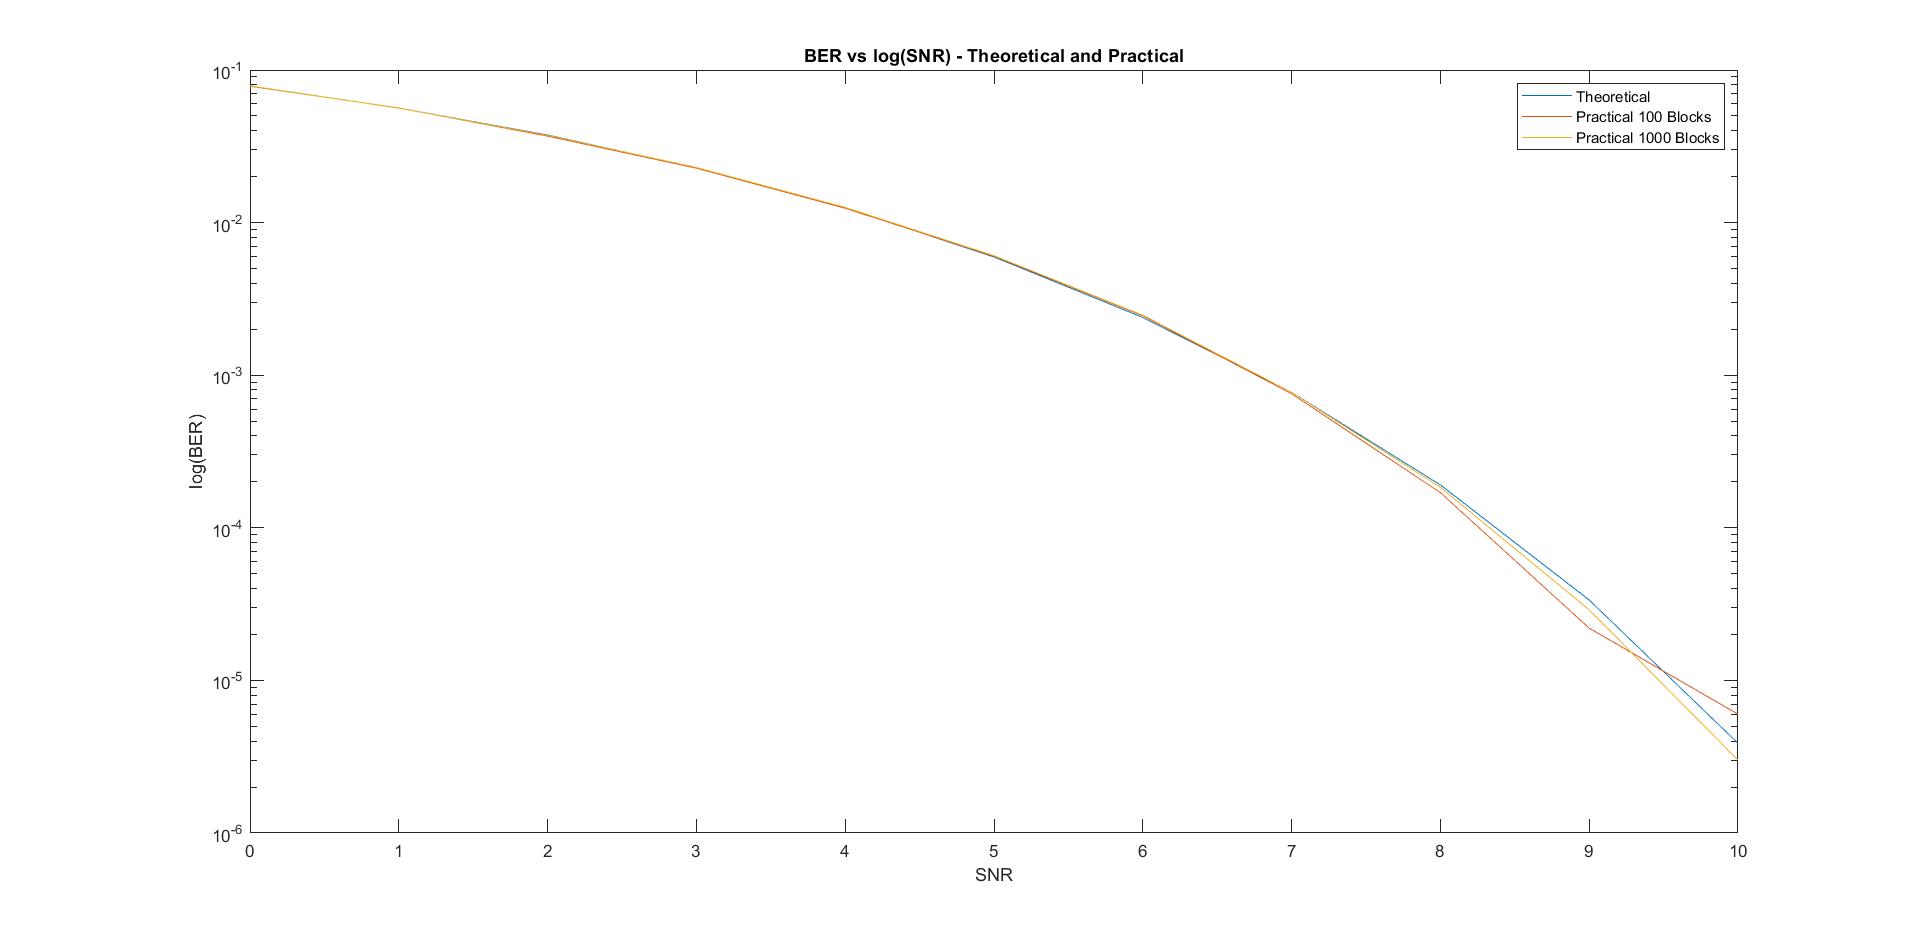 BER vs log(SNR) - Theoretical and Practical
10^-1
10^-2
10^-3
10^-4
10^-5
10^-6
log(BER)
Theoretical
Practical 100 Blocks
Practical 1000 Blocks
0 1 2 3 4 5 6 7 8 9 10
SNR